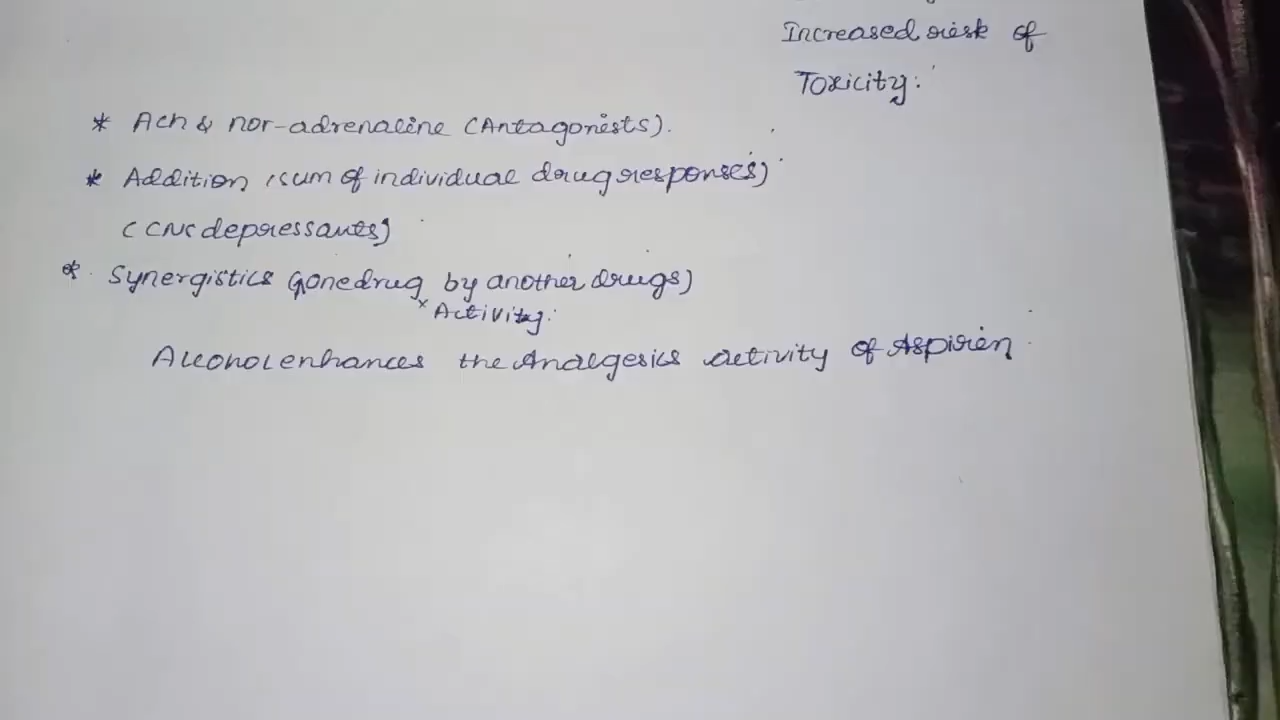 Increased risk of
Toxicity.
* Ach & nor-adrenaline (Antagonists).
* Addition (sum of individual drug responses)
(CNS depressants)
* Synergistics (one drug by another drugs)
* Activity.
Alcohol enhances the Analgesics activity of Aspirin.